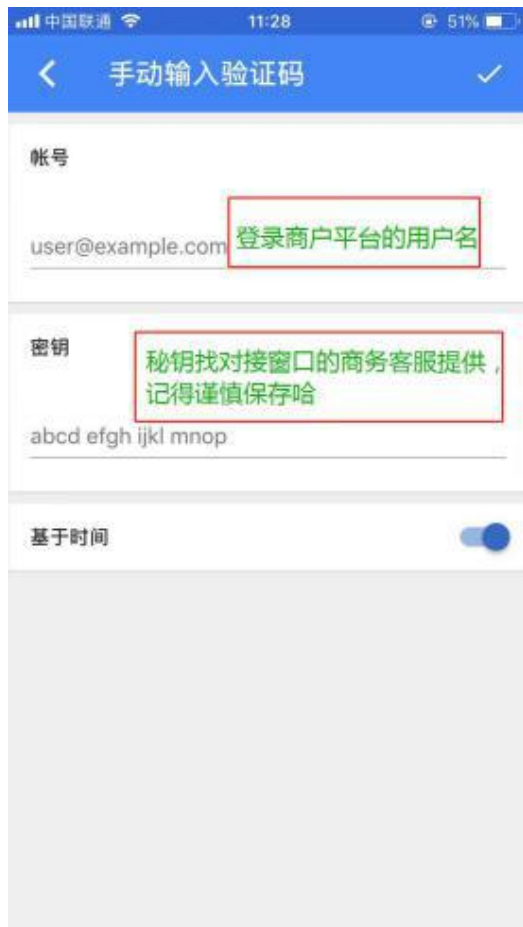 中国联通 11:28 51%
手动输入验证码
帐号
登录商户平台的用户名
user@example.com
密钥
秘钥找对接窗口的商务客服提供，
记得谨慎保存哈
abcd efgh ijkl mnop
基于时间